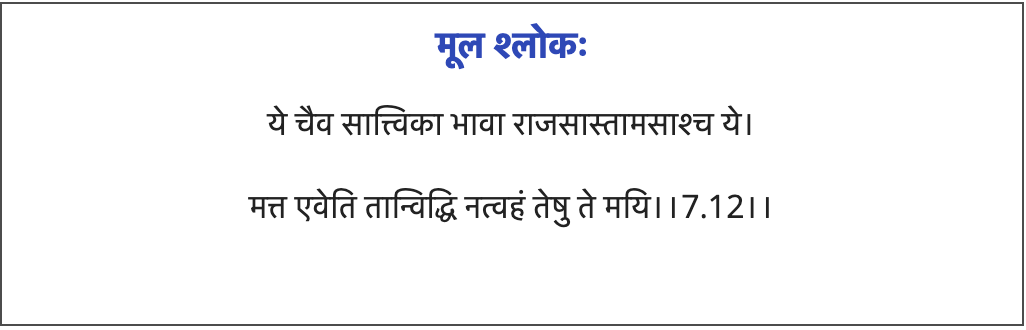 मूल श्लोकः
ये चैव सात्त्विका भावा राजसास्तामसाश्च ये।
मत्त एवेति तान्विद्धि नत्वहं तेषु ते मयि।।7.12।।